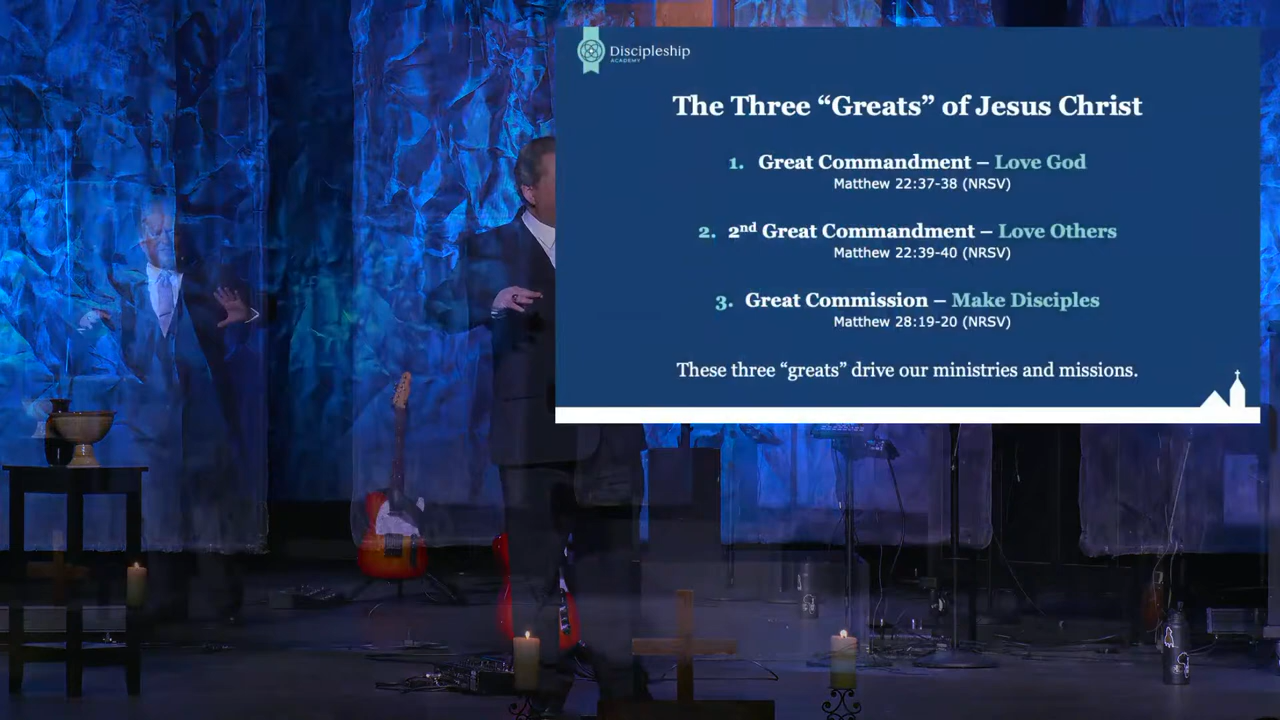 Discipleship
ACADEMY
The Three “Greats” of Jesus Christ
1. Great Commandment – Love God
Matthew 22:37-38 (NRSV)
2. 2nd Great Commandment – Love Others
Matthew 22:39-40 (NRSV)
3. Great Commission – Make Disciples
Matthew 28:19-20 (NRSV)
These three “greats” drive our ministries and missions.